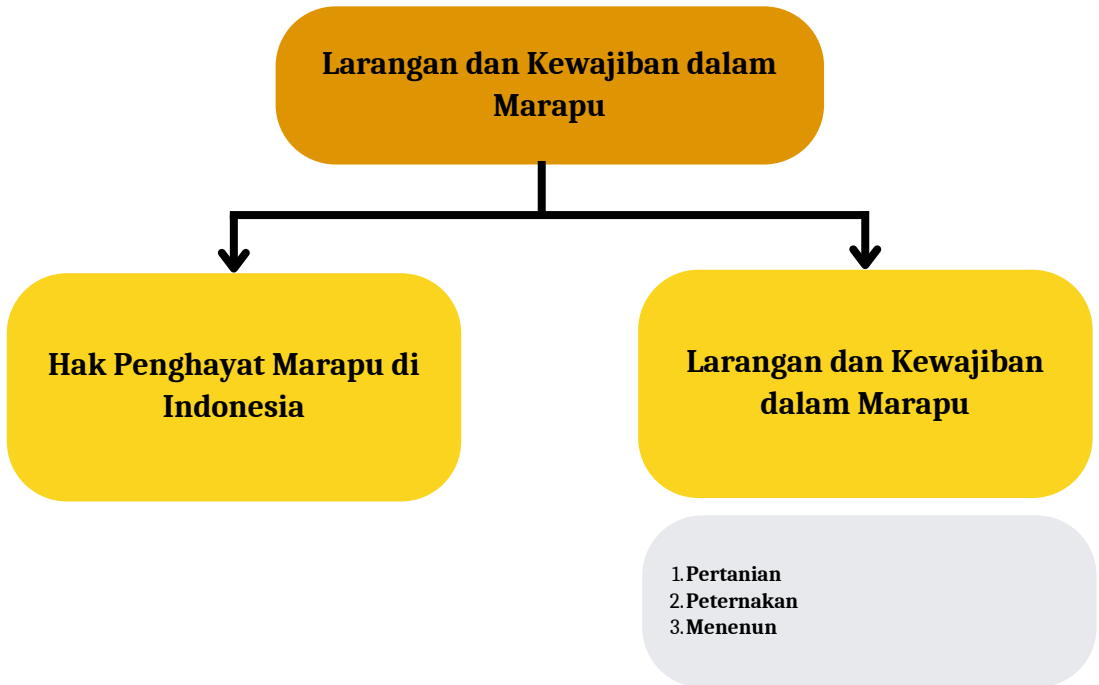 Larangan dan Kewajiban dalam
Marapu
Hak Penghayat Marapu di
Indonesia
Larangan dan Kewajiban
dalam Marapu
1. Pertanian
2. Peternakan
3. Menenun